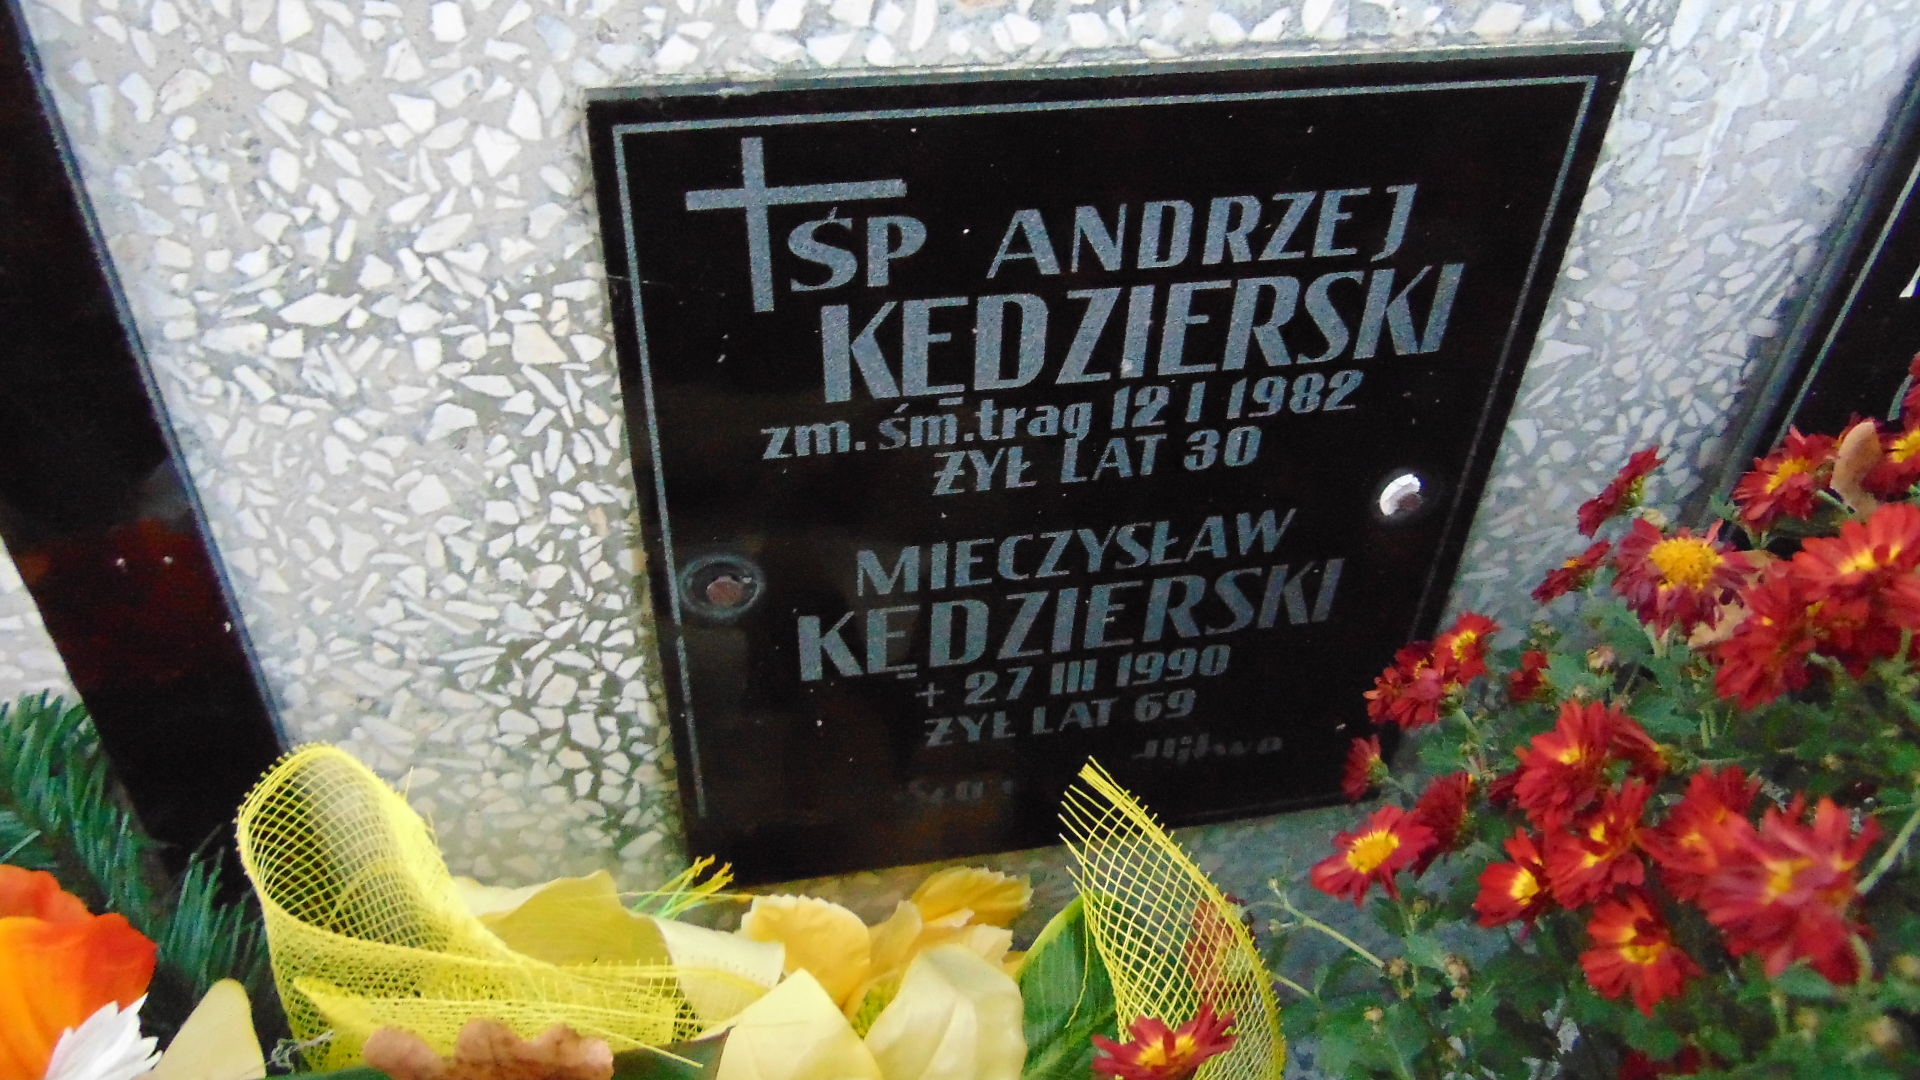 ŚP ANDRZEJ
KĘDZIERSKI
zm. śm. trag 12 I 1982
ŻYŁ LAT 30
MIECZYSŁAW
KĘDZIERSKI
+ 27 III 1990
ŻYŁ LAT 69